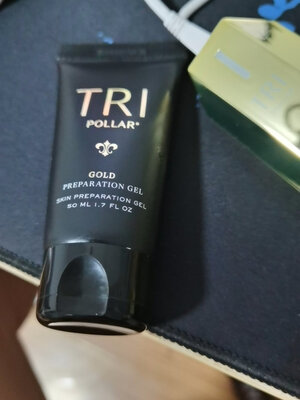 TRI
POLLAR®
GOLD
PREPARATION GEL
SKIN PREPARATION GEL
50 ML 1.7 FL OZ